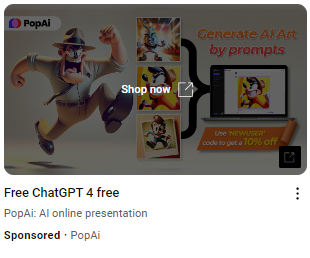 PopAi
Generate AI Art
by prompts
Shop now
Use "NEWUSER"
code to get a 10% off
Free ChatGPT 4 free
PopAi: AI online presentation
Sponsored · PopAi